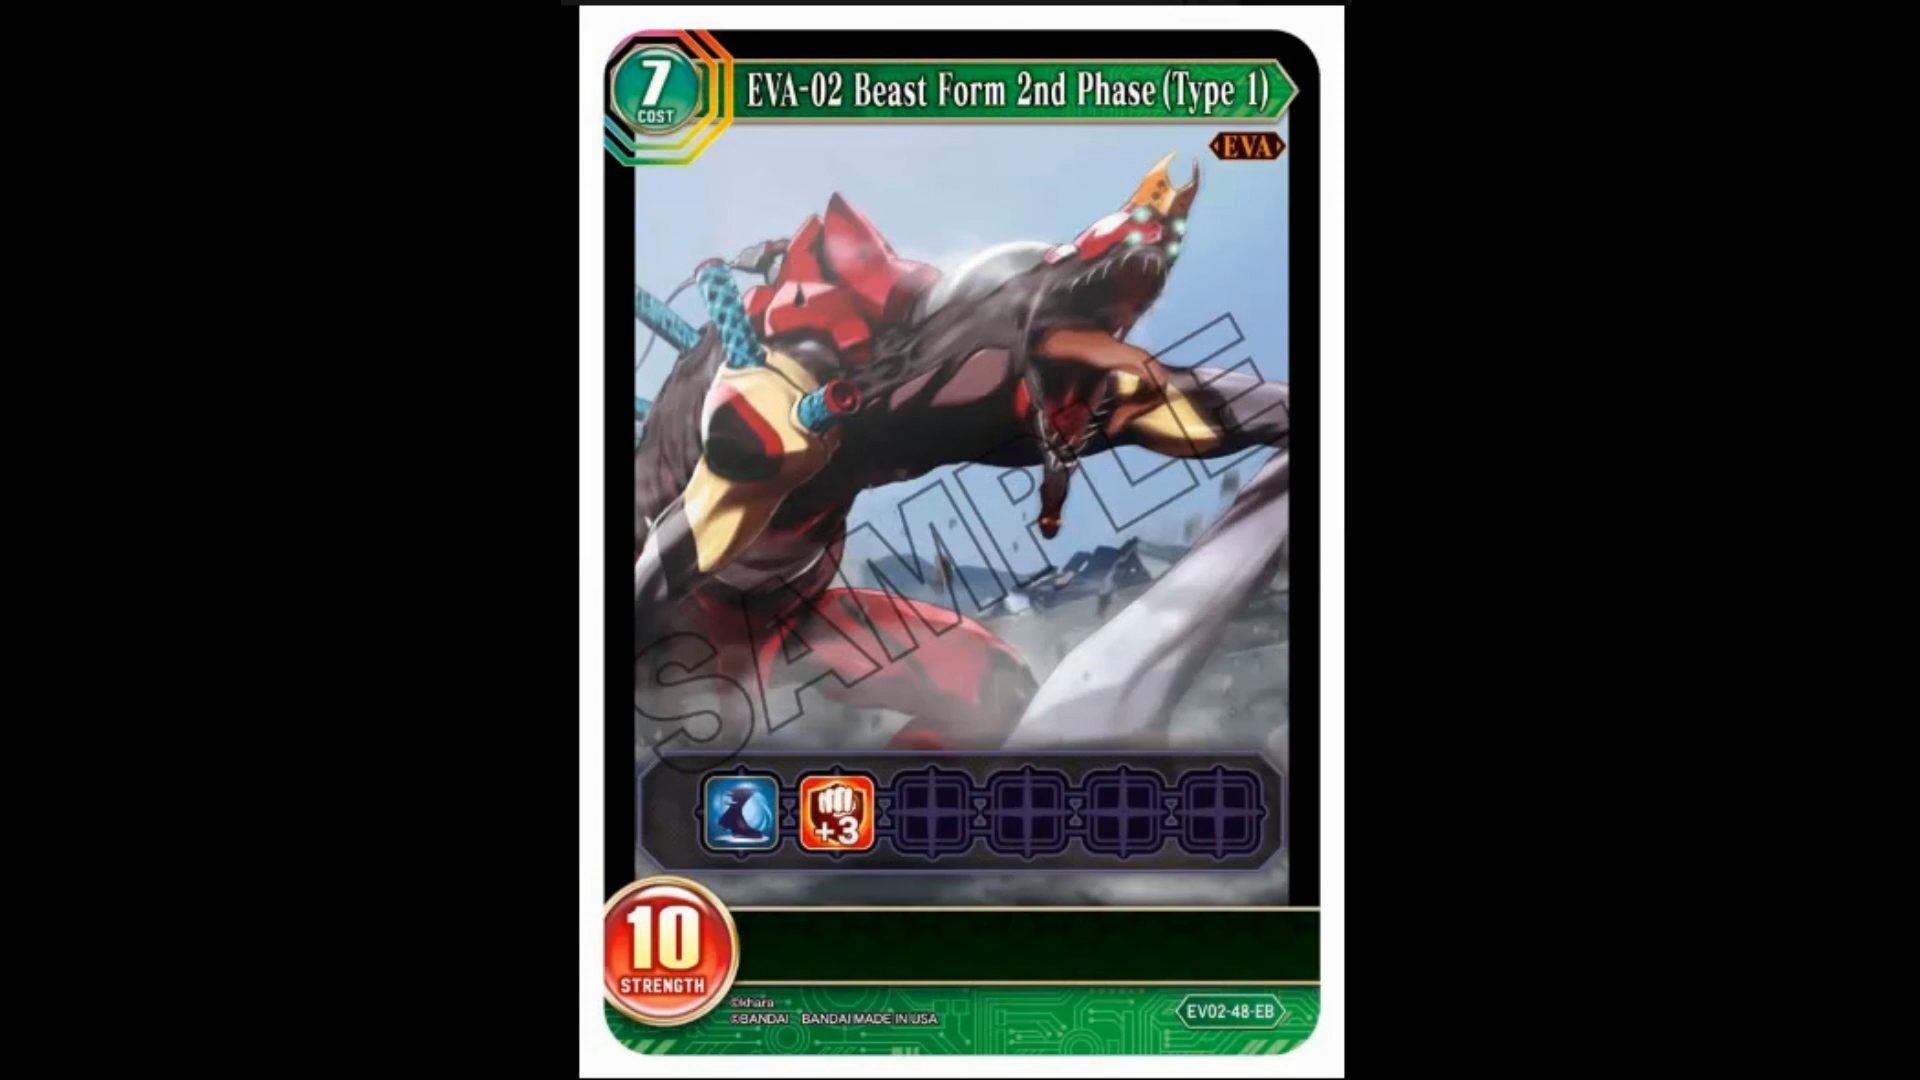 7
COST
EVA-02 Beast Form 2nd Phase (Type 1)
EVA
SAMPLE
+3
10
STRENGTH
©khara
©BANDAI BANDAI MADE IN USA
EV02-48-EB